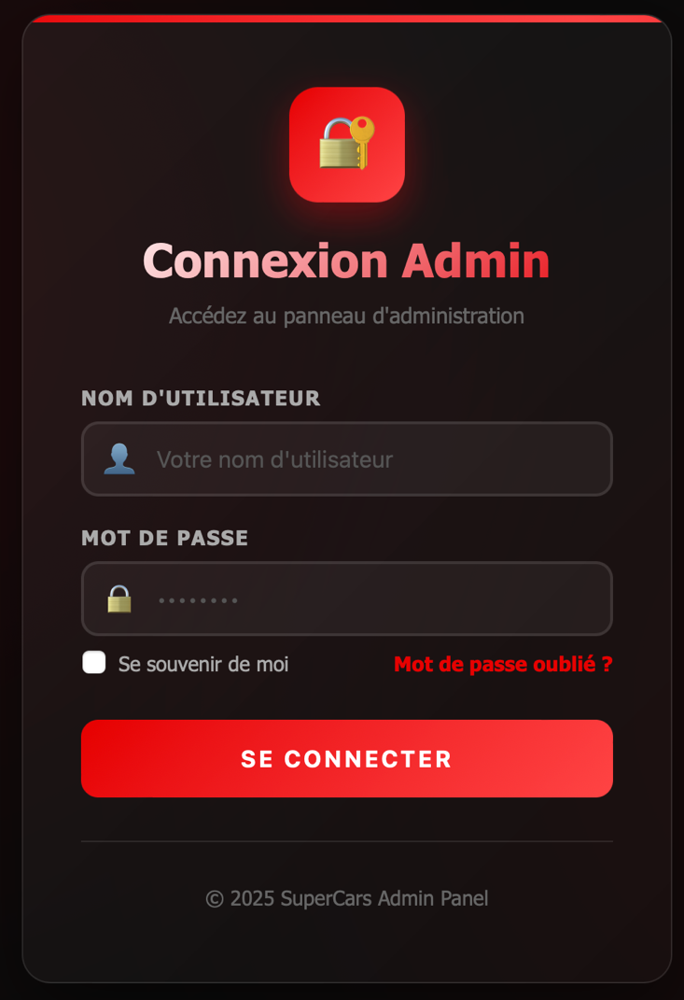 Connexion Admin
Accédez au panneau d'administration
NOM D'UTILISATEUR
Votre nom d'utilisateur
MOT DE PASSE
••••••••
Se souvenir de moi
Mot de passe oublié ?
SE CONNECTER
© 2025 SuperCars Admin Panel